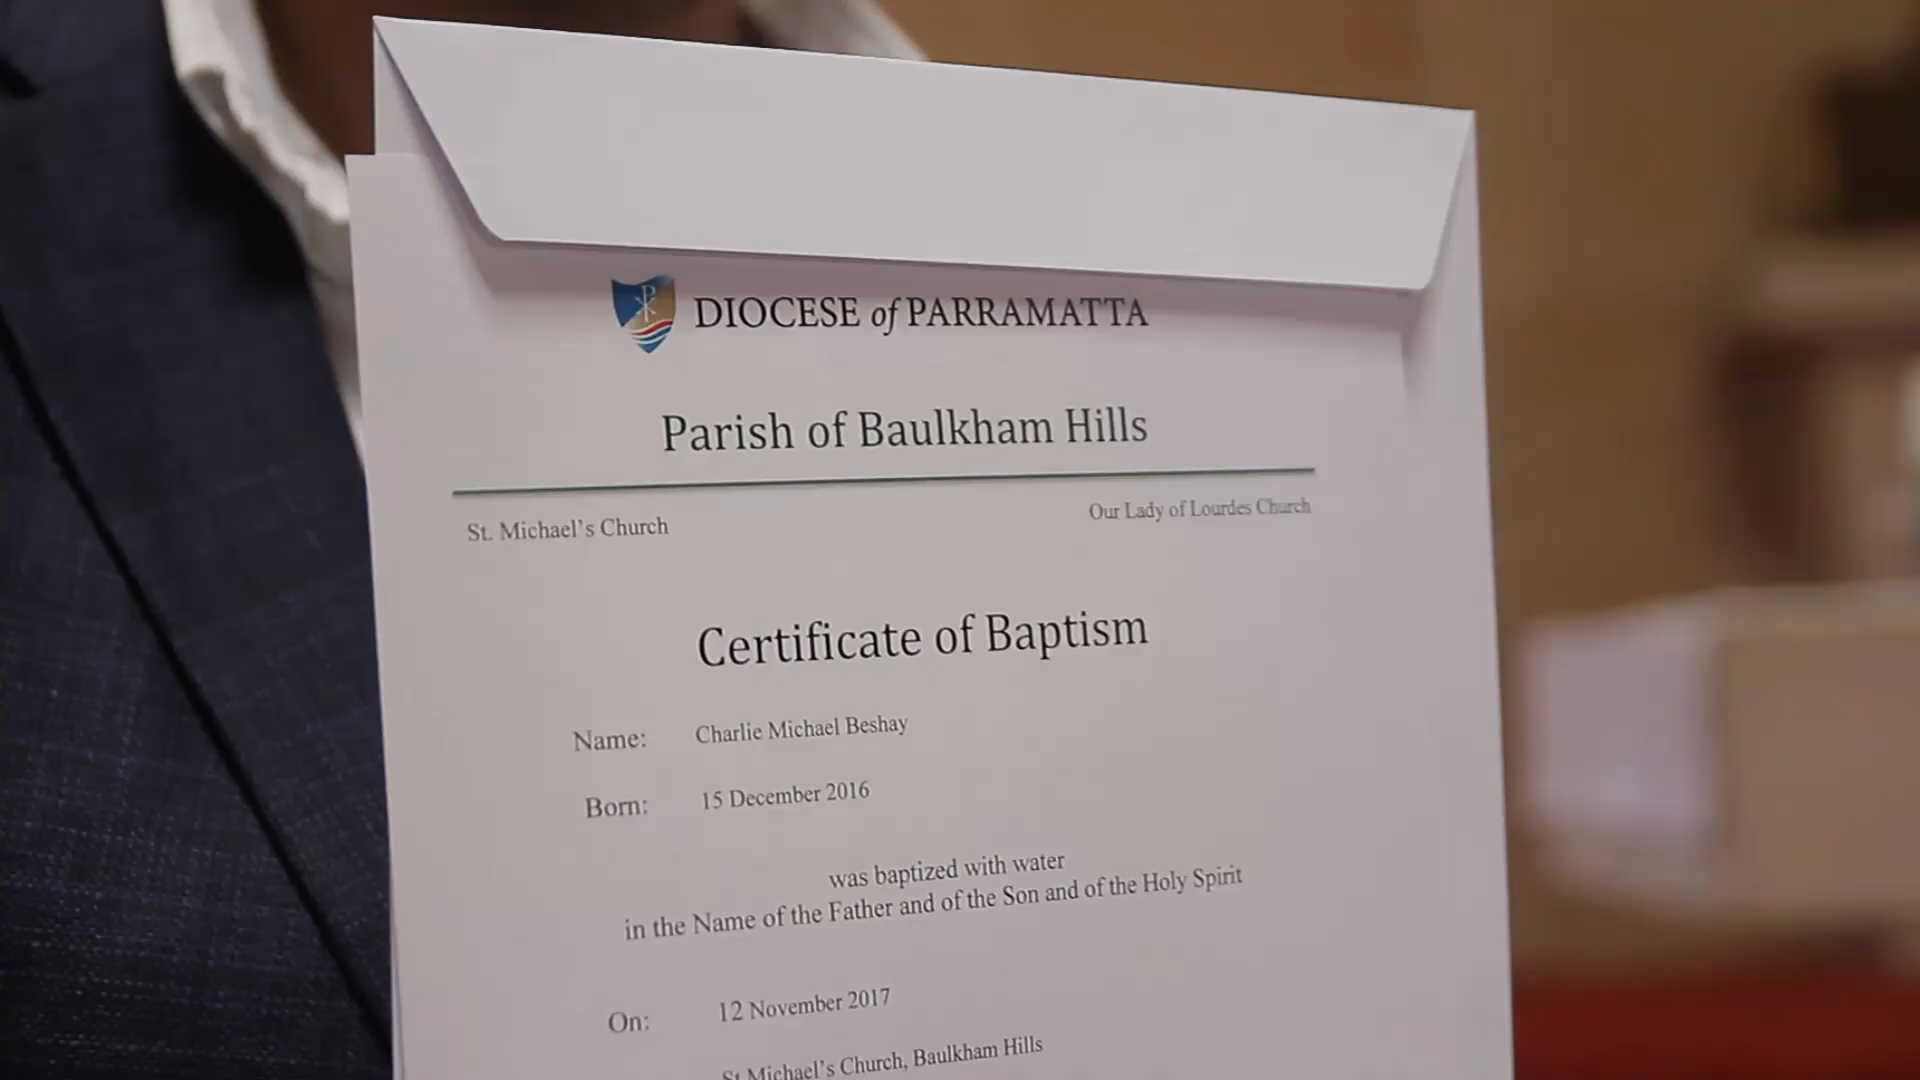 DIOCESE of PARRAMATTA
Parish of Baulkham Hills
St. Michael's Church
Our Lady of Lourdes Church
Certificate of Baptism
Name: Charlie Michael Beshay
Born: 15 December 2016
was baptized with water
in the Name of the Father and of the Son and of the Holy Spirit
On: 12 November 2017
St Michael's Church, Baulkham Hills